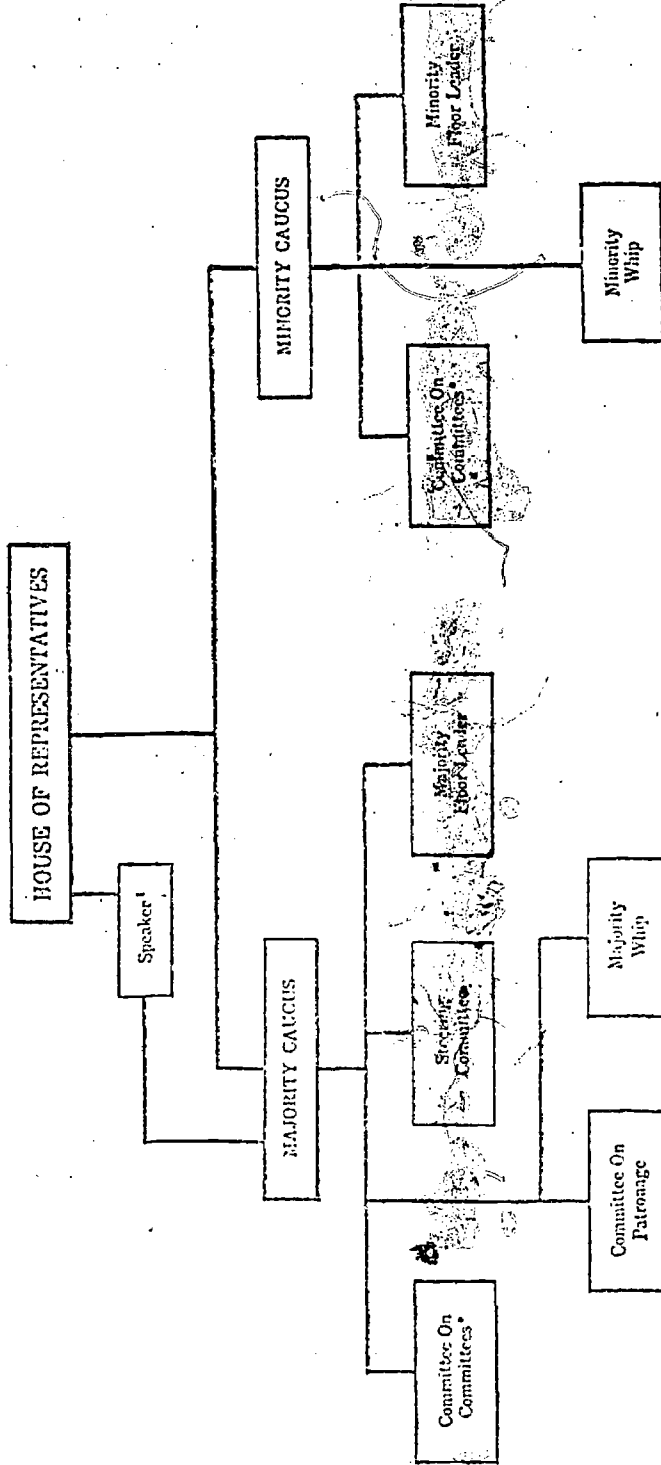 HOUSE OF REPRESENTATIVES
Speaker¹
MAJORITY CAUCUS
MINORITY CAUCUS
Committee On
Committees*
Steering
Committee
Majority
Floor Leader
Committee On
Committees*
Minority
Floor Leader
Committee On
Patronage
Majority
Whip
Minority
Whip